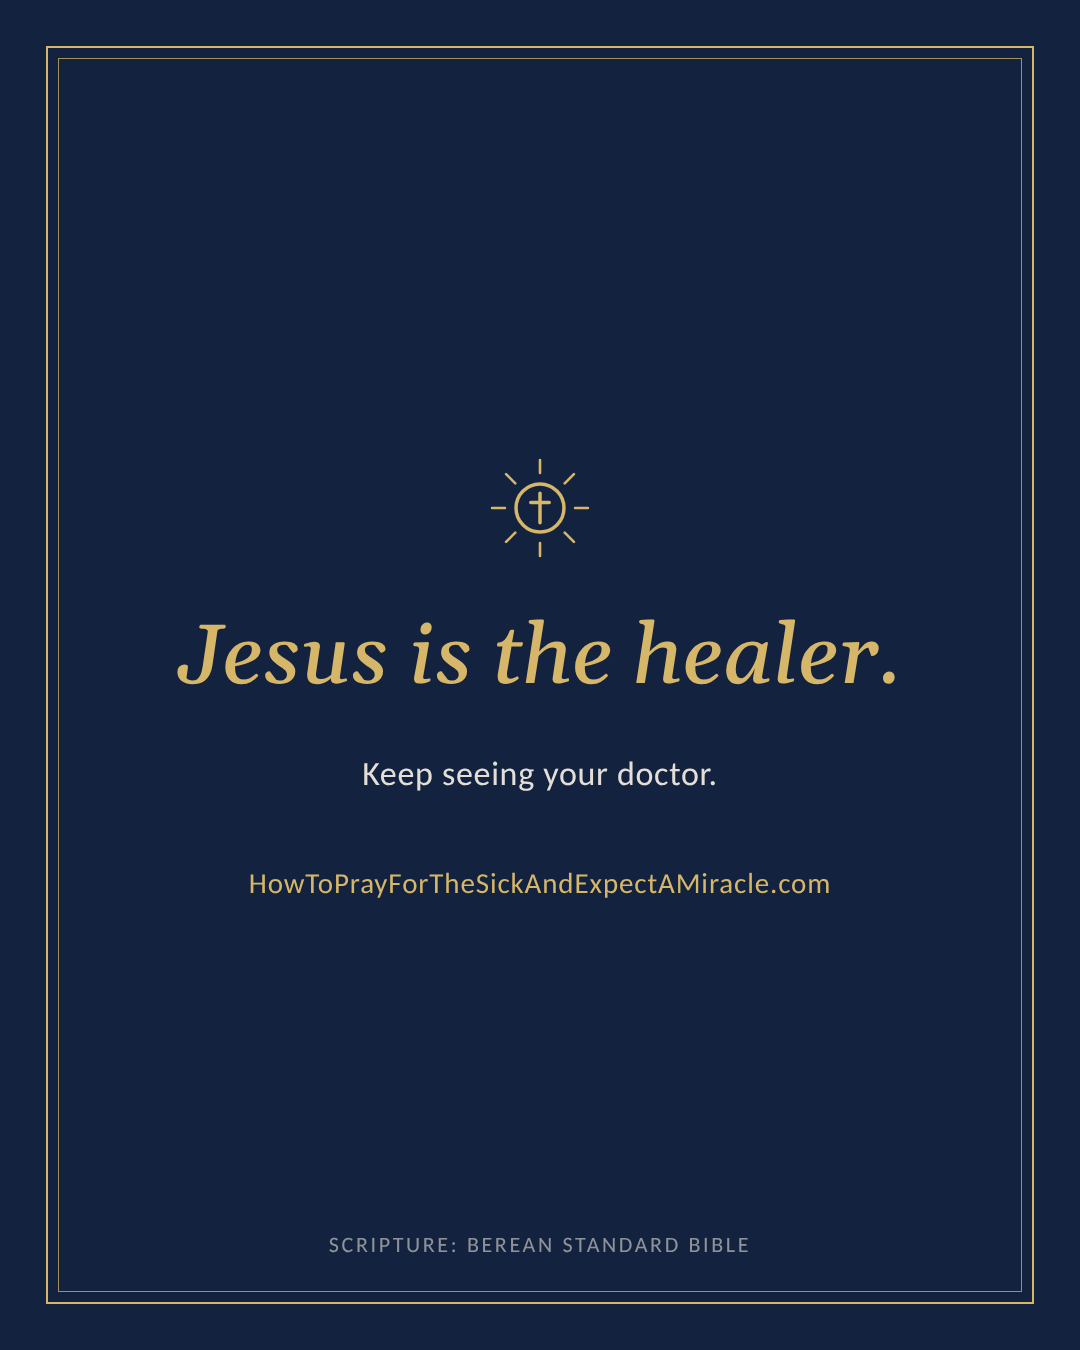 Jesus is the healer.
Keep seeing your doctor.
HowToPrayForTheSickAndExpectAMiracle.com
SCRIPTURE: BEREAN STANDARD BIBLE